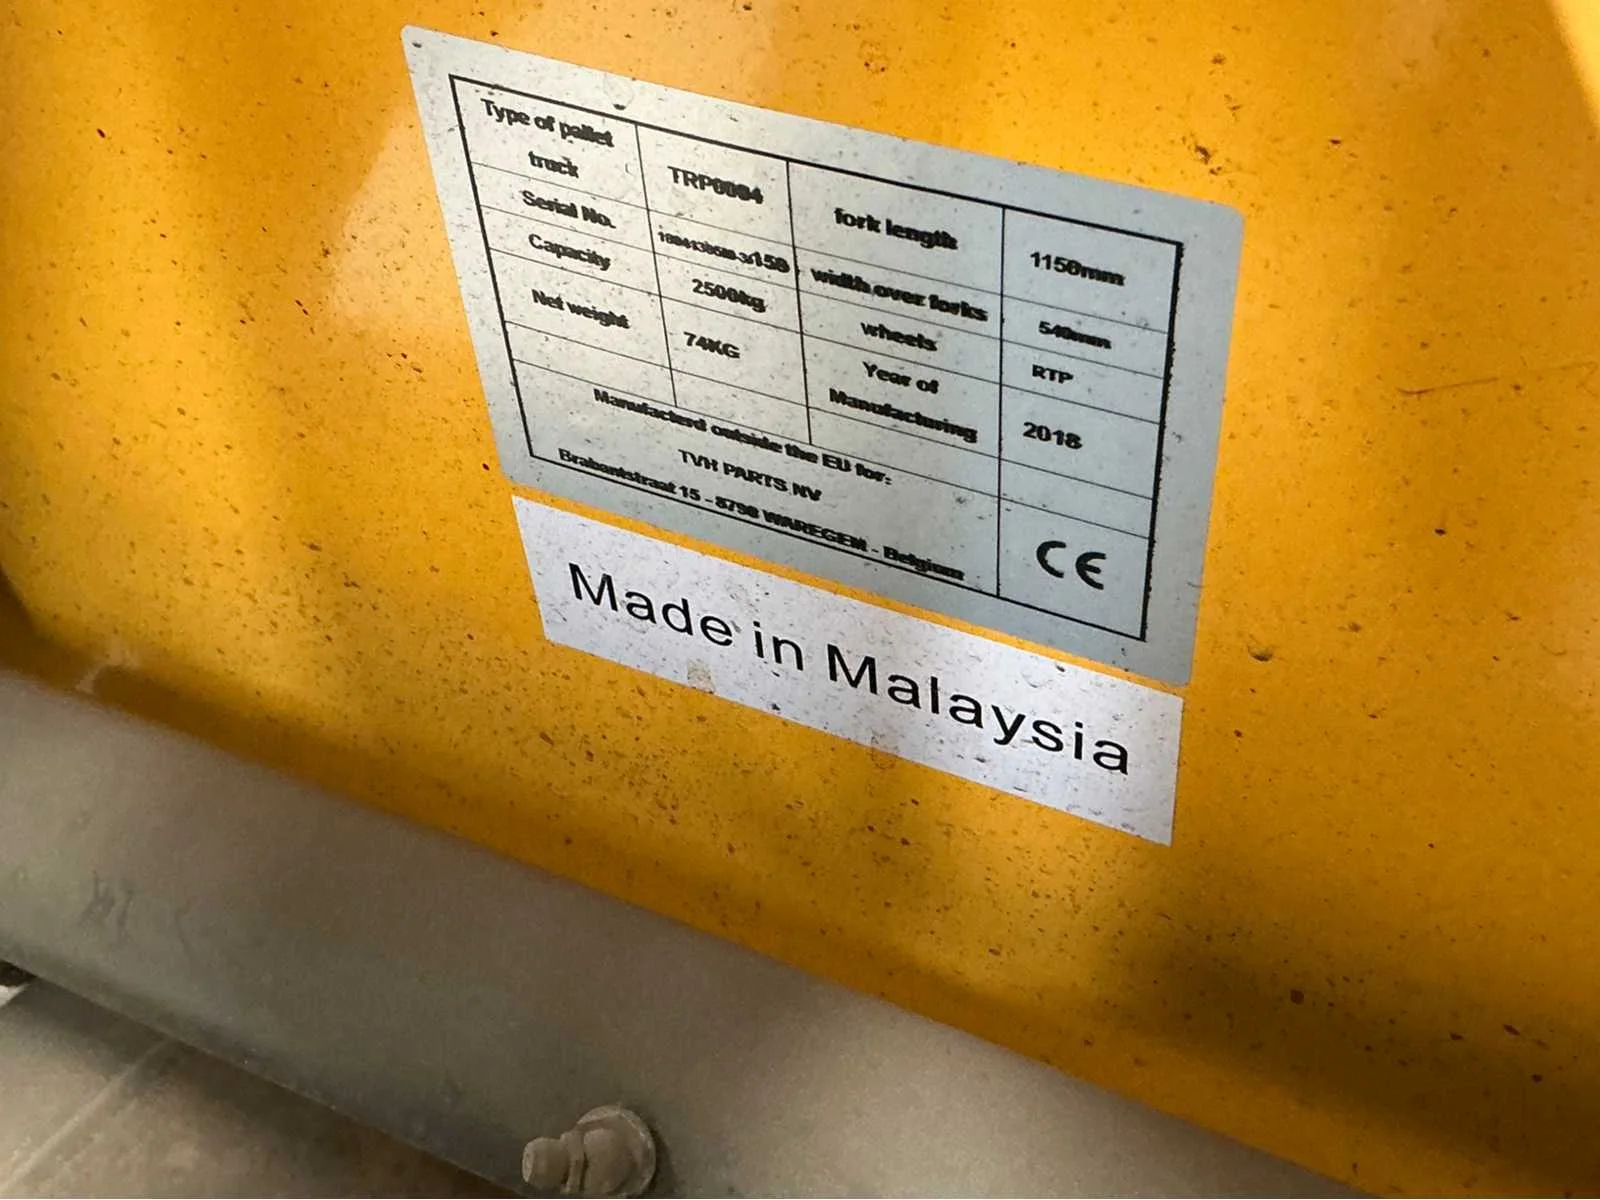 Type of pallet
truck
TRP0004
fork length
1150mm
Serial No.
width over forks
540mm
Capacity
2500kg
wheels
RTP
Net weight
74KG
Year of
Manufacturing
2018
Manufacterd outside the EU for:
TVH PARTS NV
Brabantstraat 15 - 8790 WAREGEM - Belgium
CE
Made in Malaysia